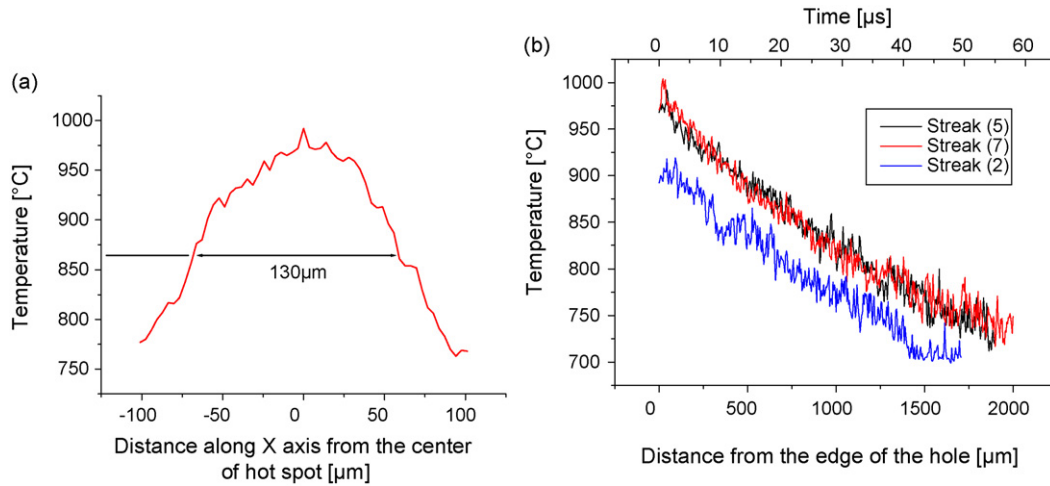 (a)
Temperature [°C]
1000
950
900
850
800
750
130µm
-100 -50 0 50 100
Distance along X axis from the center
of hot spot [µm]
(b)
Time [µs]
0 10 20 30 40 50 60
Temperature [°C]
1000
950
900
850
800
750
700
Streak (5)
Streak (7)
Streak (2)
0 500 1000 1500 2000
Distance from the edge of the hole [µm]